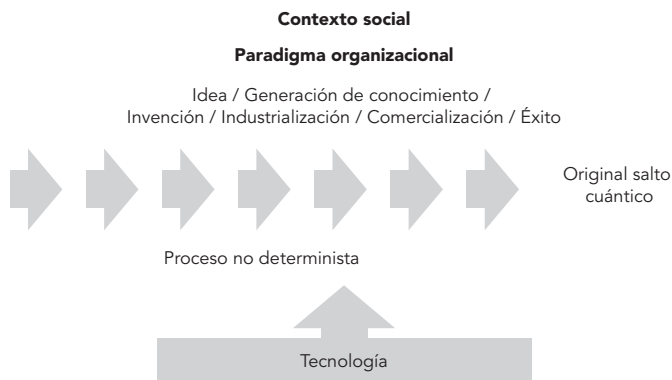 Contexto social
Paradigma organizacional
Idea / Generación de conocimiento /
Invención / Industrialización / Comercialización / Éxito
Original salto
cuántico
Proceso no determinista
Tecnología